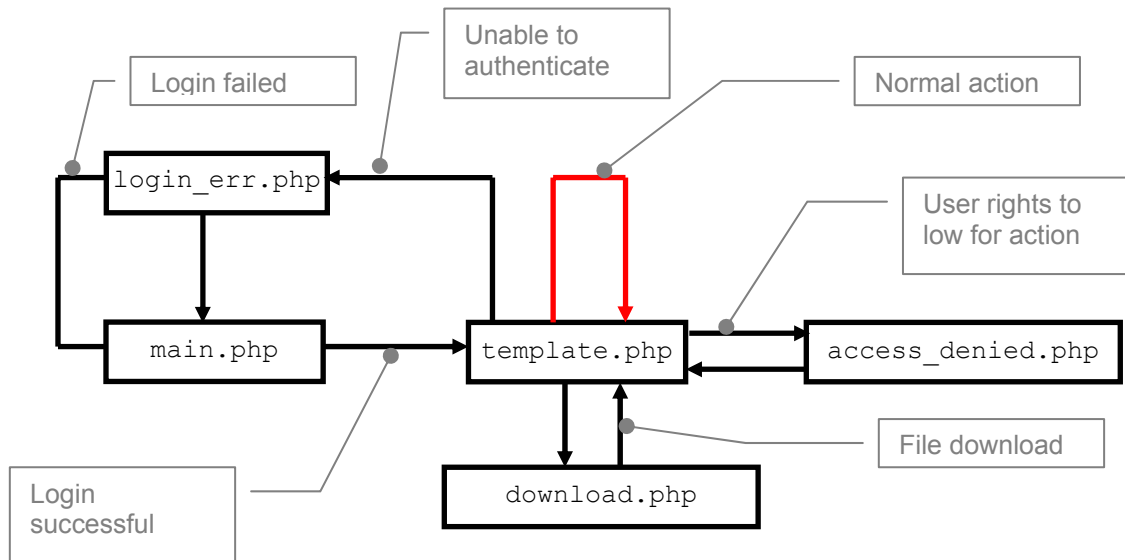 Unable to
authenticate
Login failed
Normal action
login_err.php
User rights to
low for action
main.php
template.php
access_denied.php
File download
Login
successful
download.php